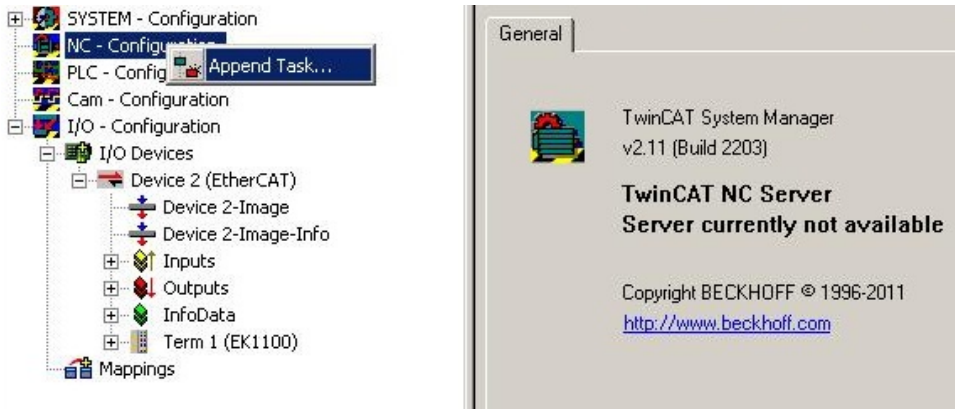 SYSTEM - Configuration
NC - Configuration
Append Task...
PLC - Config
Cam - Configuration
I/O - Configuration
I/O Devices
Device 2 (EtherCAT)
Device 2-Image
Device 2-Image-Info
Inputs
Outputs
InfoData
Term 1 (EK1100)
Mappings
General
TwinCAT System Manager
v2.11 (Build 2203)
TwinCAT NC Server
Server currently not available
Copyright BECKHOFF © 1996-2011
http://www.beckhoff.com